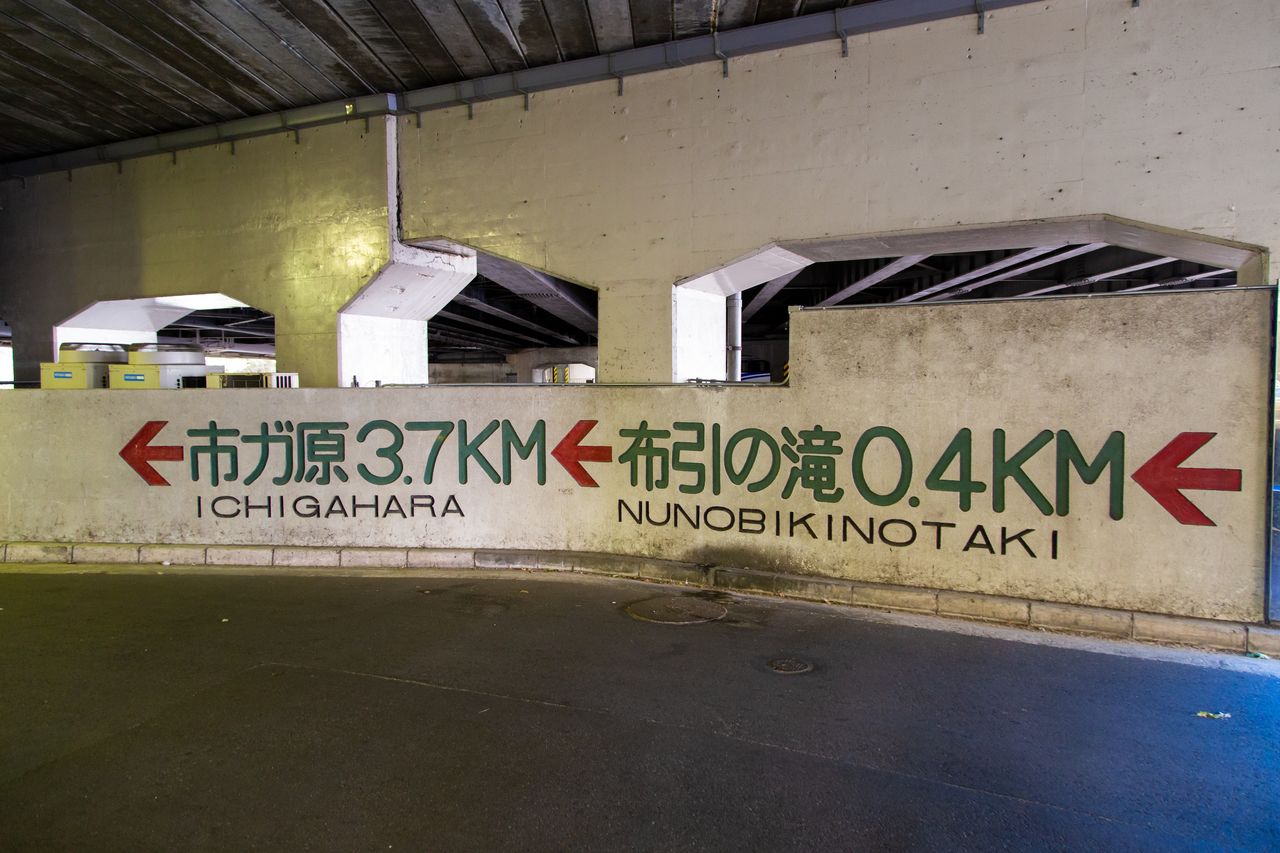 ← 市ガ原 3.7KM ← 布引の滝 0.4KM ←
ICHIGAHARA NUNOBIKINOTAKI